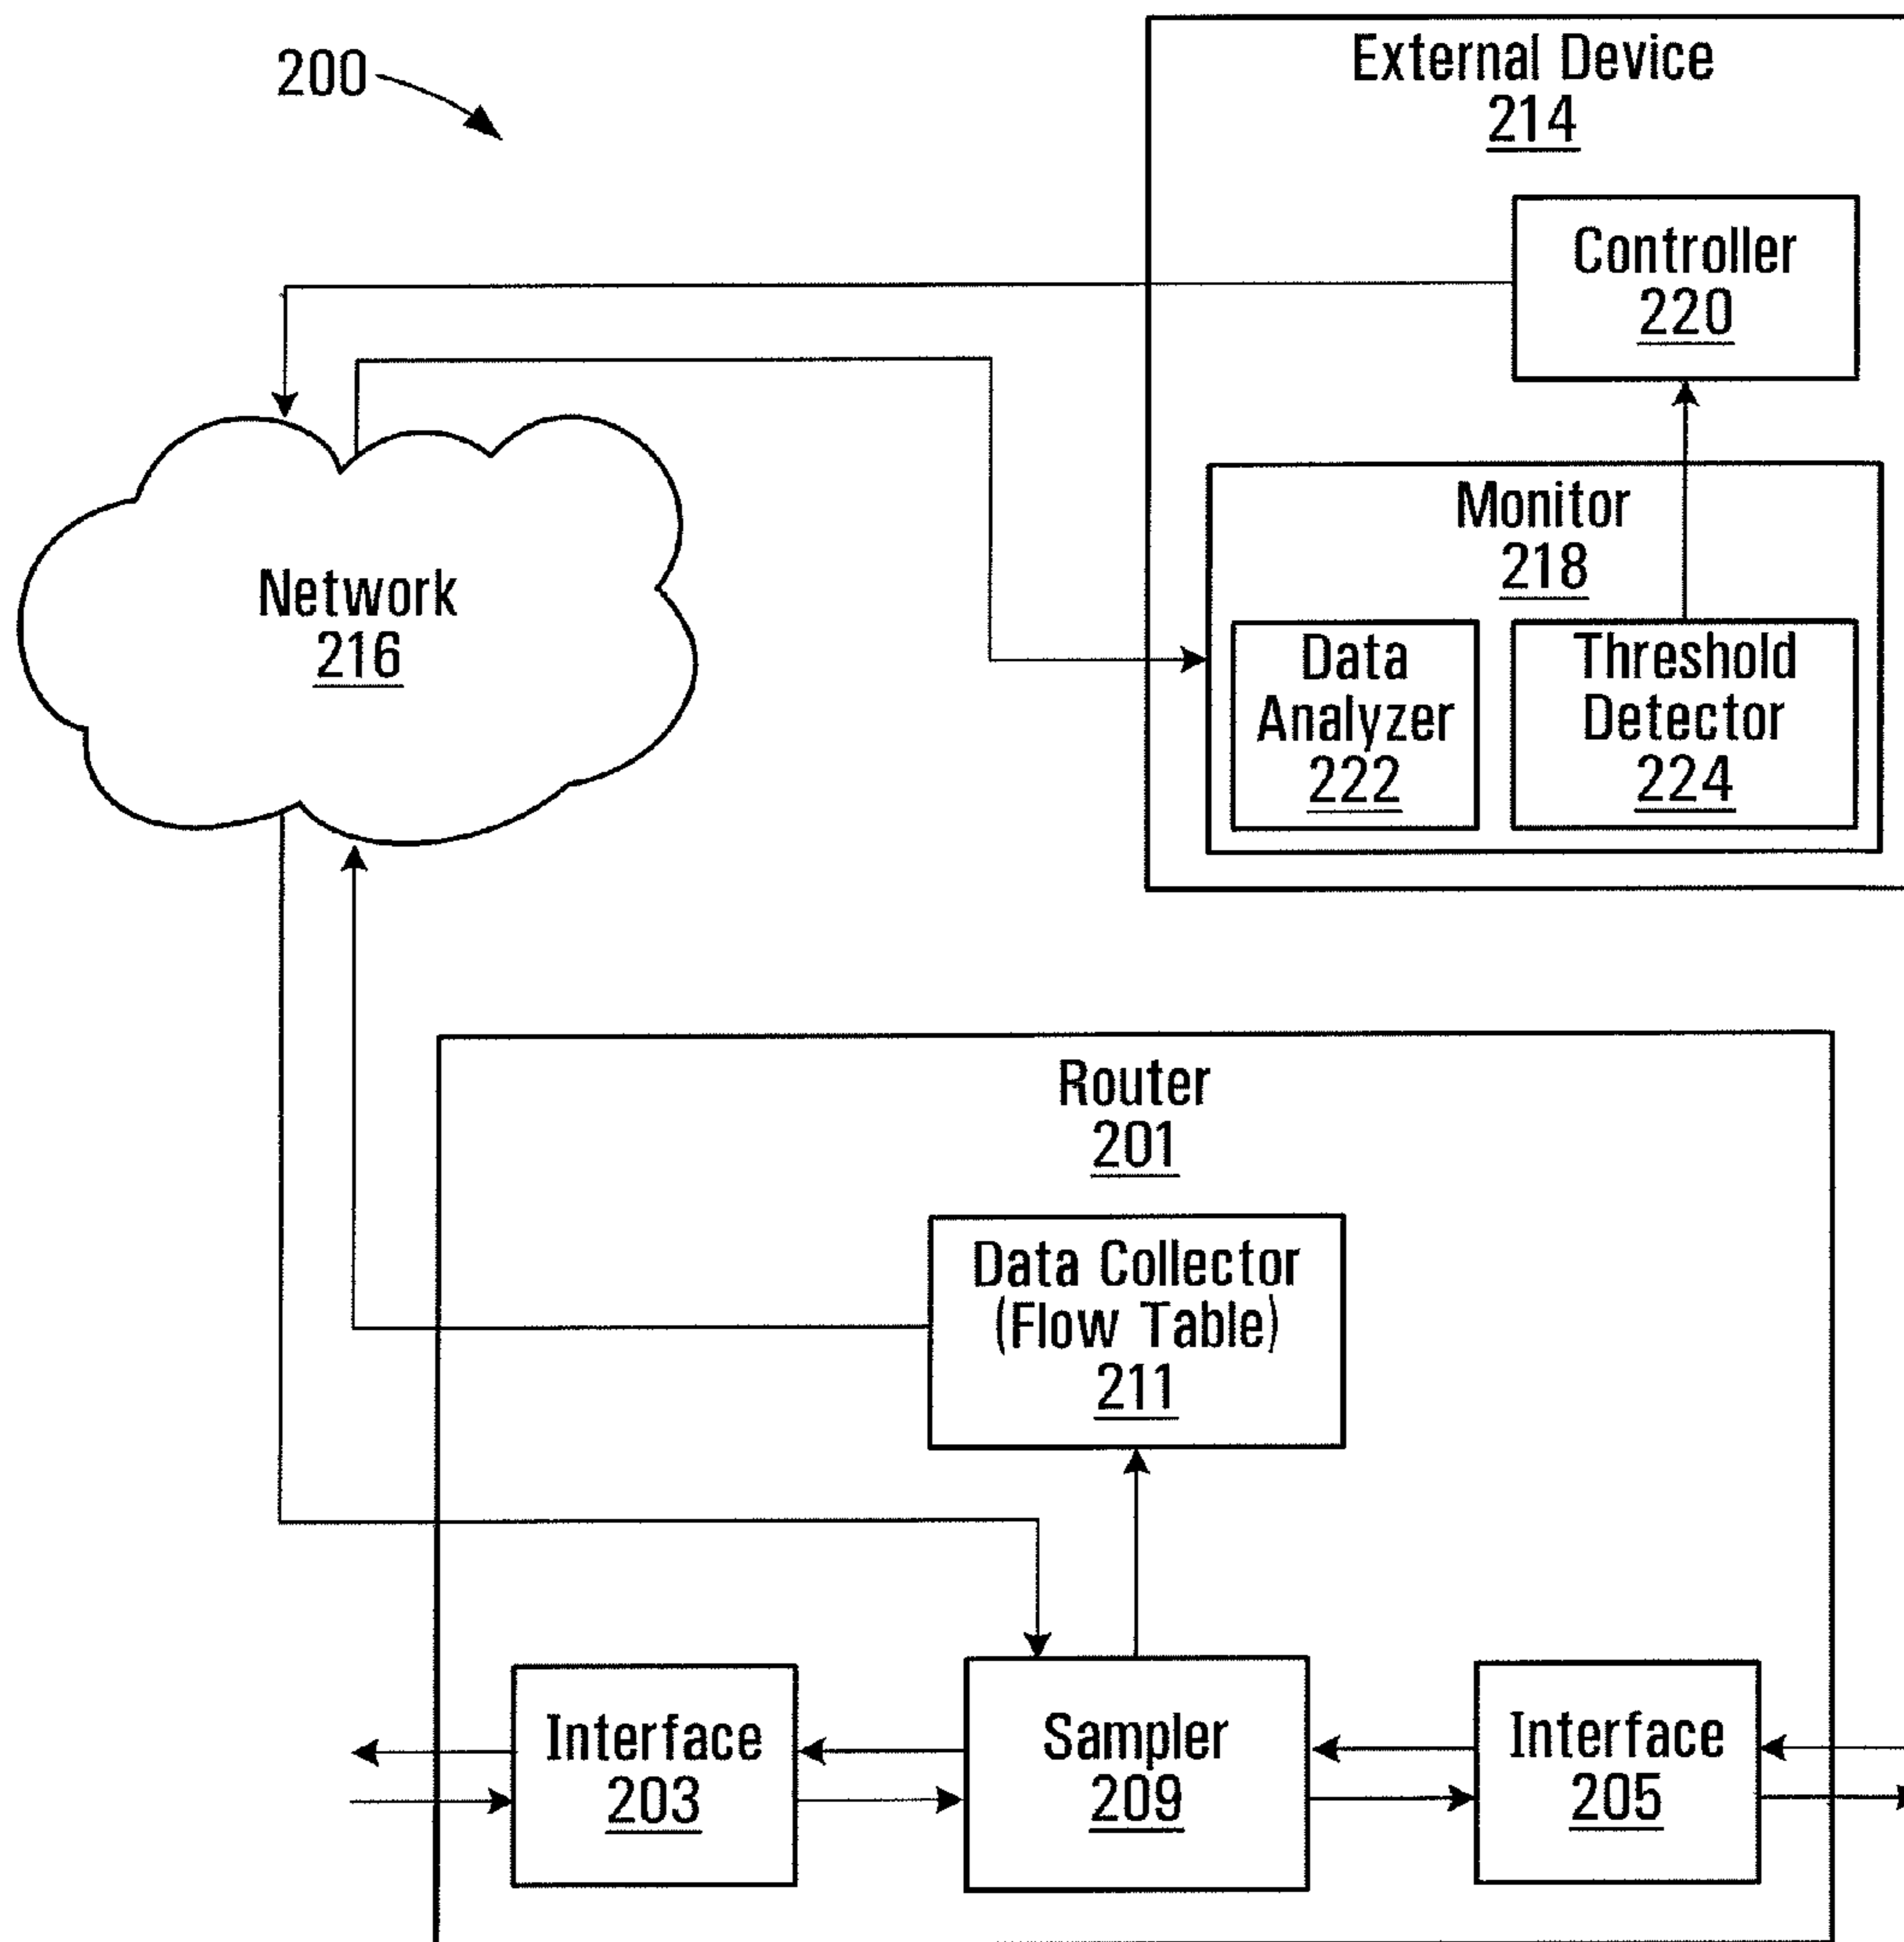 200
External Device
214
Controller
220
Monitor
218
Data
Analyzer
222
Threshold
Detector
224
Network
216
Router
201
Data Collector
(Flow Table)
211
Interface
203
Sampler
209
Interface
205